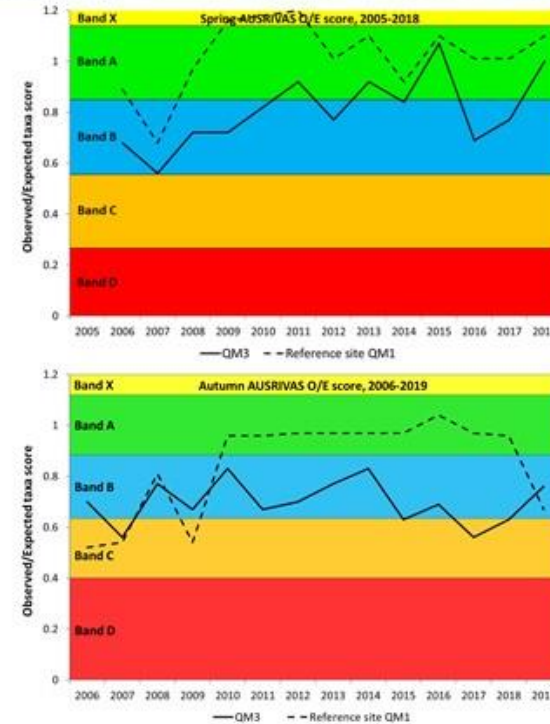 1.2
Band X
Spring AUSRIVAS O/E score, 2005-2018
1
Band A
0.8
Band B
0.6
Band C
0.4
0.2
Band D
0
Observed/Expected taxa score
2005 2006 2007 2008 2009 2010 2011 2012 2013 2014 2015 2016 2017 201
QM3 Reference site QM1
1.2
Band X
Autumn AUSRIVAS O/E score, 2006-2019
1
Band A
0.8
Band B
0.6
Band C
0.4
0.2
Band D
0
Observed/Expected taxa score
2006 2007 2008 2009 2010 2011 2012 2013 2014 2015 2016 2017 2018 201
QM3 Reference site QM1